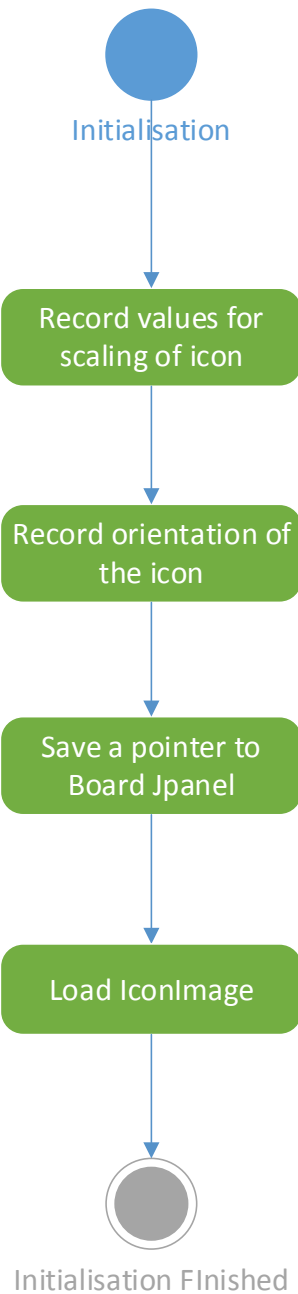 Initialisation
Record values for
scaling of icon
Record orientation of
the icon
Save a pointer to
Board Jpanel
Load IconImage
Initialisation FInished